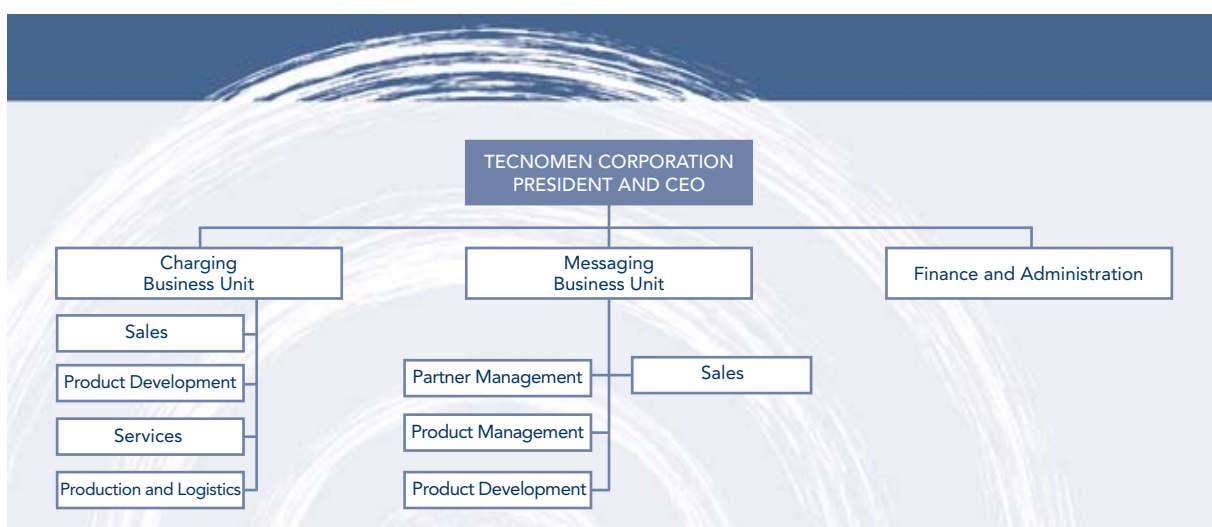 TECNOMEN CORPORATION
PRESIDENT AND CEO
Charging
Business Unit
Messaging
Business Unit
Finance and Administration
Sales
Product Development
Services
Production and Logistics
Partner Management
Sales
Product Management
Product Development